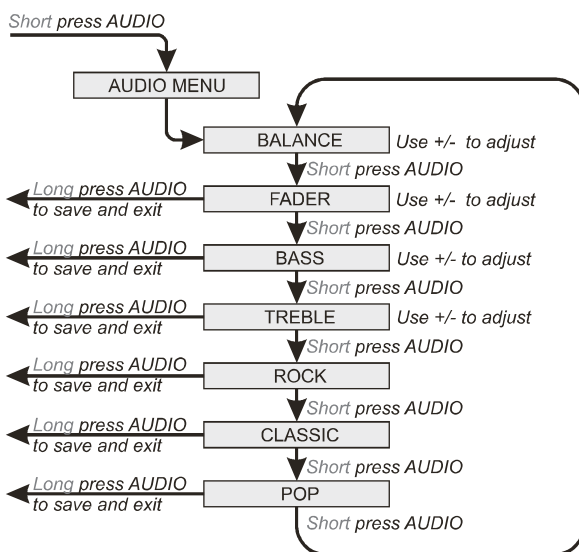 Short press AUDIO
AUDIO MENU
BALANCE Use +/- to adjust
Short press AUDIO
Long press AUDIO
to save and exit
FADER Use +/- to adjust
Short press AUDIO
Long press AUDIO
to save and exit
BASS Use +/- to adjust
Short press AUDIO
Long press AUDIO
to save and exit
TREBLE Use +/- to adjust
Short press AUDIO
Long press AUDIO
to save and exit
ROCK
Short press AUDIO
Long press AUDIO
to save and exit
CLASSIC
Short press AUDIO
Long press AUDIO
to save and exit
POP
Short press AUDIO